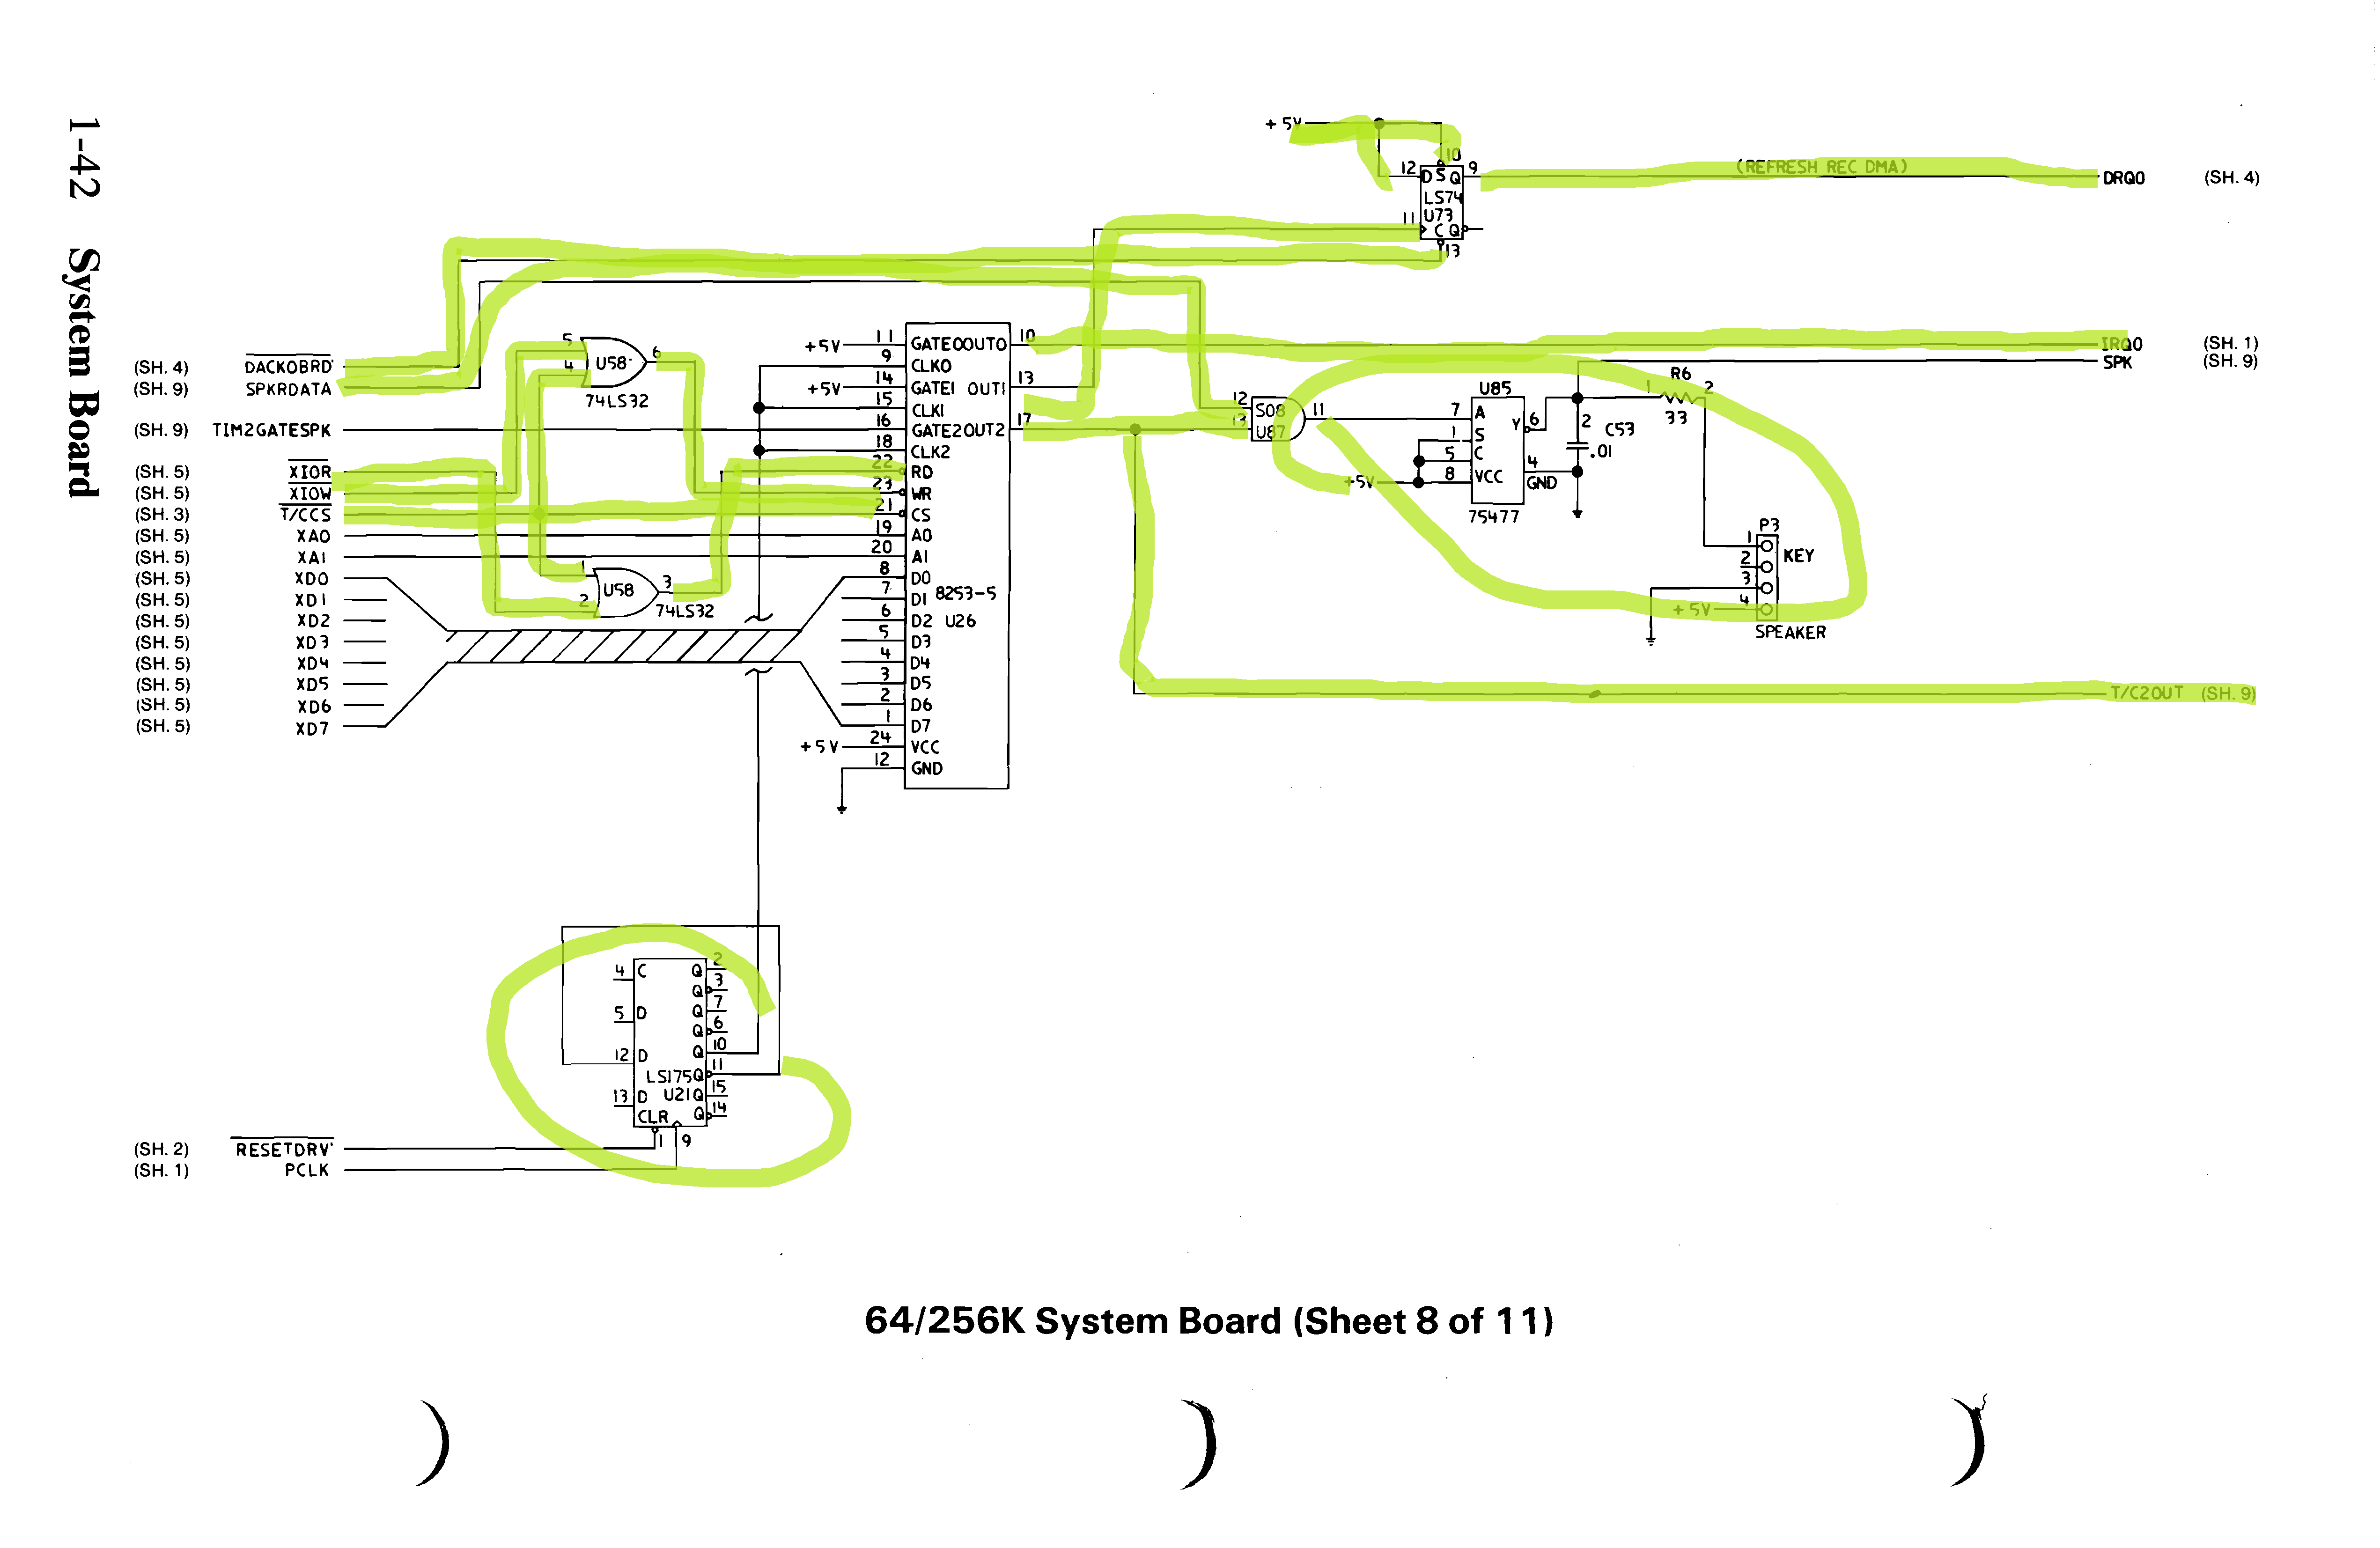 1-42 System Board
+5V
10
12 D S Q 9
(REFRESH REC DMA)
DRQ0 (SH. 4)
LS74
11 U73
C Q
13
5
4
U58
6
74LS32
+5V 11 GATE0 OUT0 10
IRQ0 (SH. 1)
SPK (SH. 9)
(SH. 4) DACK0BRD'
9 CLK0
(SH. 9) SPKRDATA
+5V 14 GATE1 OUT1 13
15 CLK1
(SH. 9) TIM2GATESPK
16 GATE2 OUT2 17
18 CLK2
12 S08 11
13 U87
U85
7 A
Y 6
1 S
5 C
4
8 VCC GND
+5V
75477
2 C53
.01
R6
1 2
33
(SH. 5) XIOR
22 RD
(SH. 5) XIOW
23 WR
(SH. 3) T/CCS
21 CS
(SH. 5) XA0
19 A0
(SH. 5) XA1
20 A1
P3
1 KEY
2
3
+5V 4
SPEAKER
(SH. 5) XD0
8 D0
1
2
U58
3
74LS32
(SH. 5) XD1
7 D1 8253-5
(SH. 5) XD2
6 D2 U26
(SH. 5) XD3
5 D3
(SH. 5) XD4
4 D4
(SH. 5) XD5
3 D5
(SH. 5) XD6
2 D6
(SH. 5) XD7
1 D7
T/C2OUT (SH. 9)
+5V 24 VCC
12 GND
4 C Q 2
Q 3
5 D Q 7
Q 6
12 D Q 10
LS175 Q 11
13 D U21 Q 15
CLR Q 14
1 9
(SH. 2) RESETDRV'
(SH. 1) PCLK
64/256K System Board (Sheet 8 of 11)